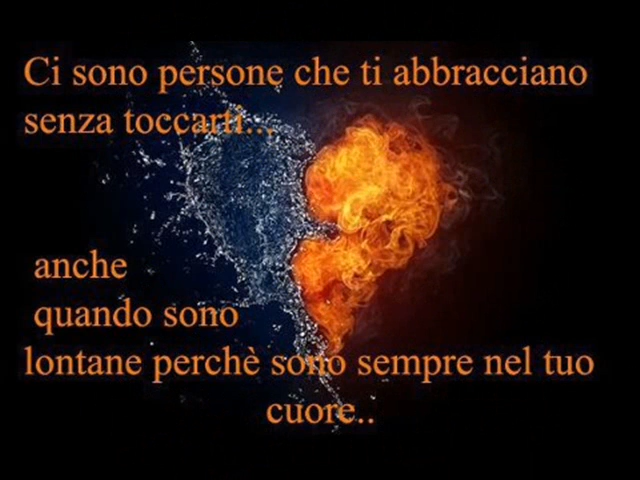 Ci sono persone che ti abbracciano
senza toccarti...
anche
quando sono
lontane perchè sono sempre nel tuo
cuore..